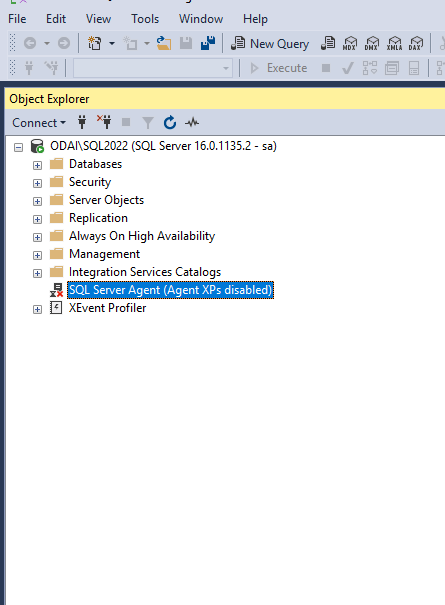 File Edit View Tools Window Help
New Query MDX DMX XMLA DAX
Execute
Object Explorer
Connect
ODAI\SQL2022 (SQL Server 16.0.1135.2 - sa)
Databases
Security
Server Objects
Replication
Always On High Availability
Management
Integration Services Catalogs
SQL Server Agent (Agent XPs disabled)
XEvent Profiler